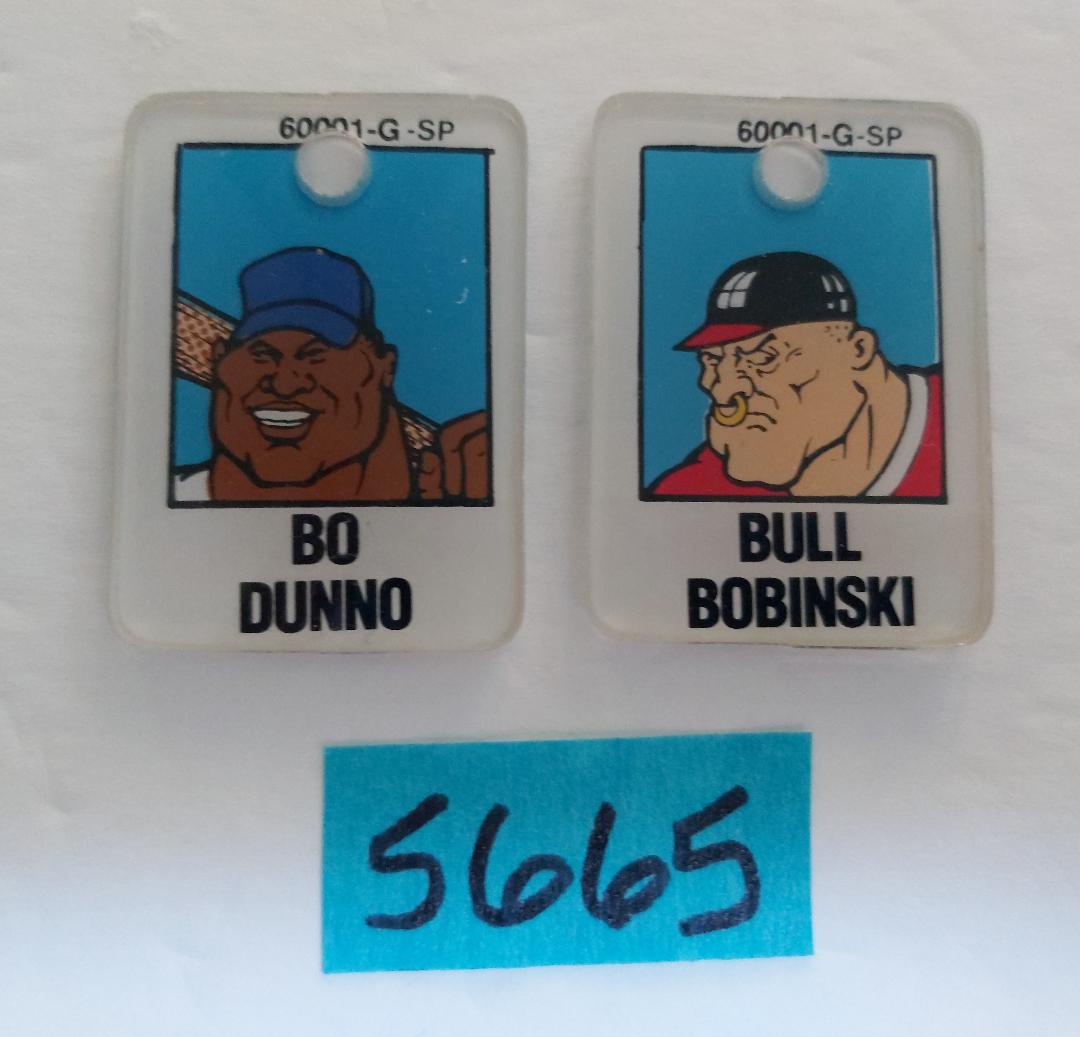 60001-G-SP
BO
DUNNO
60001-G-SP
BULL
BOBINSKI
5665